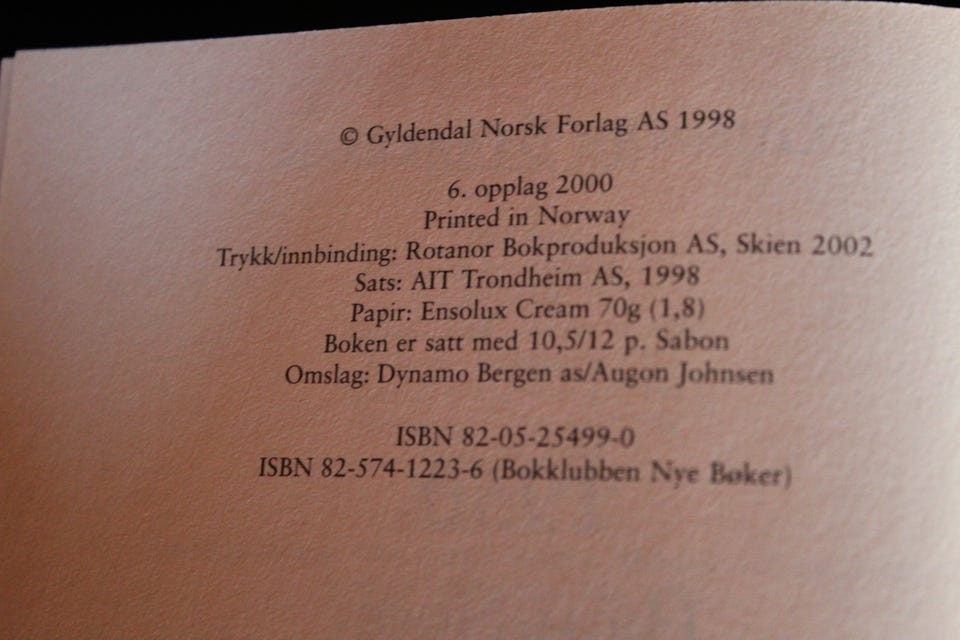 © Gyldendal Norsk Forlag AS 1998
6. opplag 2000
Printed in Norway
Trykk/innbinding: Rotanor Bokproduksjon AS, Skien 2002
Sats: AIT Trondheim AS, 1998
Papir: Ensolux Cream 70g (1,8)
Boken er satt med 10,5/12 p. Sabon
Omslag: Dynamo Bergen as/Augon Johnsen
ISBN 82-05-25499-0
ISBN 82-574-1223-6 (Bokklubben Nye Bøker)